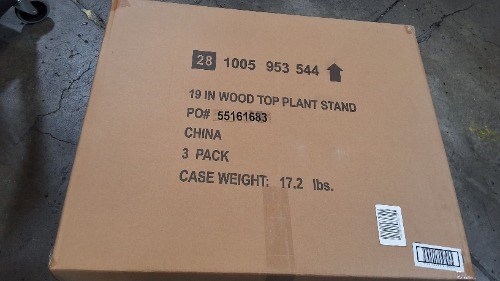 28 1005 953 544
19 IN WOOD TOP PLANT STAND
PO# 55161683
CHINA
3 PACK
CASE WEIGHT: 17.2 lbs.